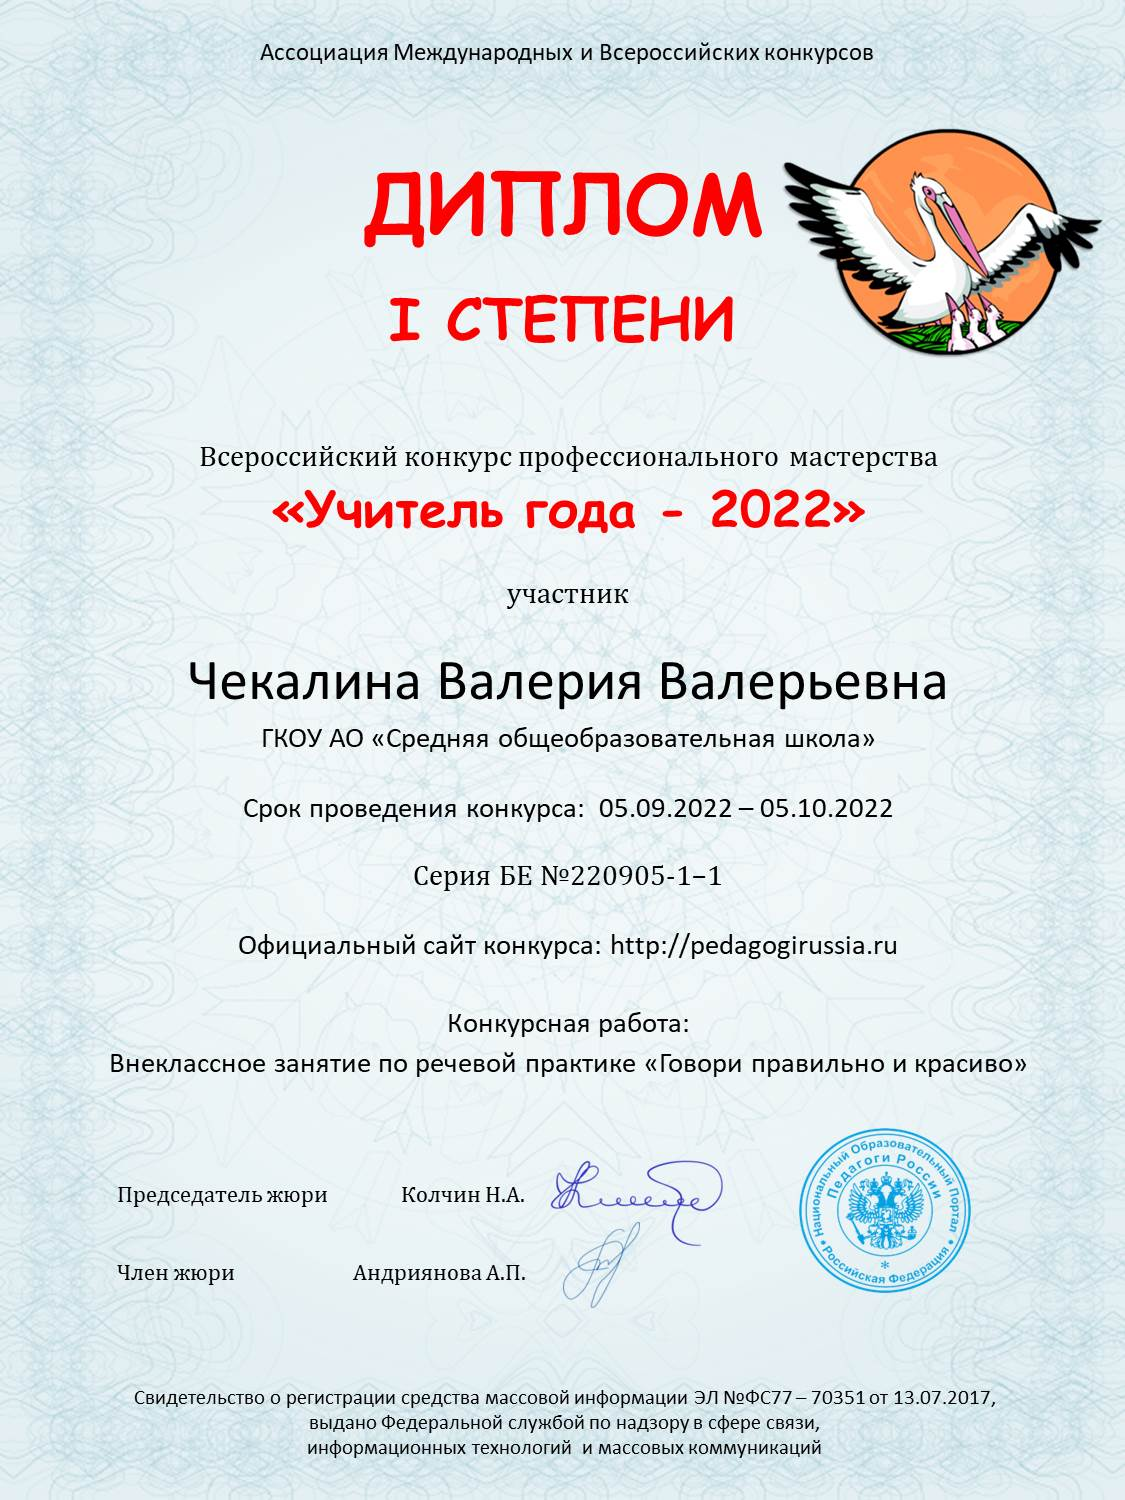 Ассоциация Международных и Всероссийских конкурсов
ДИПЛОМ
I СТЕПЕНИ
Всероссийский конкурс профессионального мастерства
«Учитель года - 2022»
участник
Чекалина Валерия Валерьевна
ГКОУ АО «Средняя общеобразовательная школа»
Срок проведения конкурса: 05.09.2022 – 05.10.2022
Серия БЕ №220905-1–1
Официальный сайт конкурса: http://pedagogirussia.ru
Конкурсная работа:
Внеклассное занятие по речевой практике «Говори правильно и красиво»
Председатель жюри Колчин Н.А.
Член жюри Андриянова А.П.
Национальный Образовательный Портал
Педагоги России
Российская Федерация
Свидетельство о регистрации средства массовой информации ЭЛ №ФС77 – 70351 от 13.07.2017,
выдано Федеральной службой по надзору в сфере связи,
информационных технологий и массовых коммуникаций